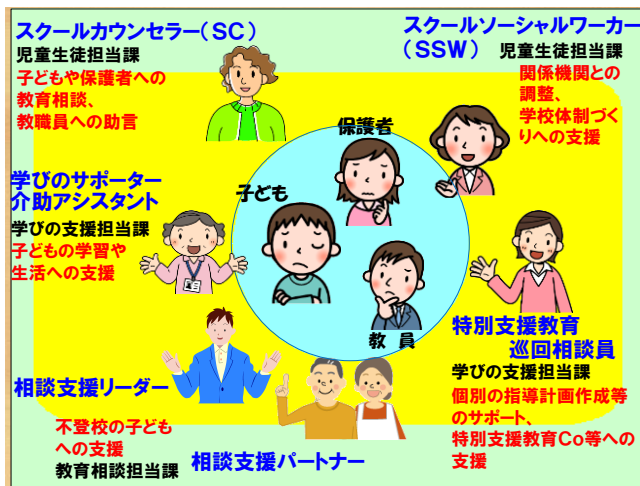 スクールカウンセラー(SC)
児童生徒担当課
子どもや保護者への
教育相談、
教職員への助言
スクールソーシャルワーカー
(SSW) 児童生徒担当課
関係機関との
調整、
学校体制づく
りへの支援
保護者
子ども
教員
学びのサポーター
介助アシスタント
学びの支援担当課
子どもの学習や
生活への支援
特別支援教育
巡回相談員
学びの支援担当課
個別の指導計画作成等
のサポート、
特別支援教育Co等への
支援
相談支援リーダー
不登校の子ども
への支援
教育相談担当課
相談支援パートナー